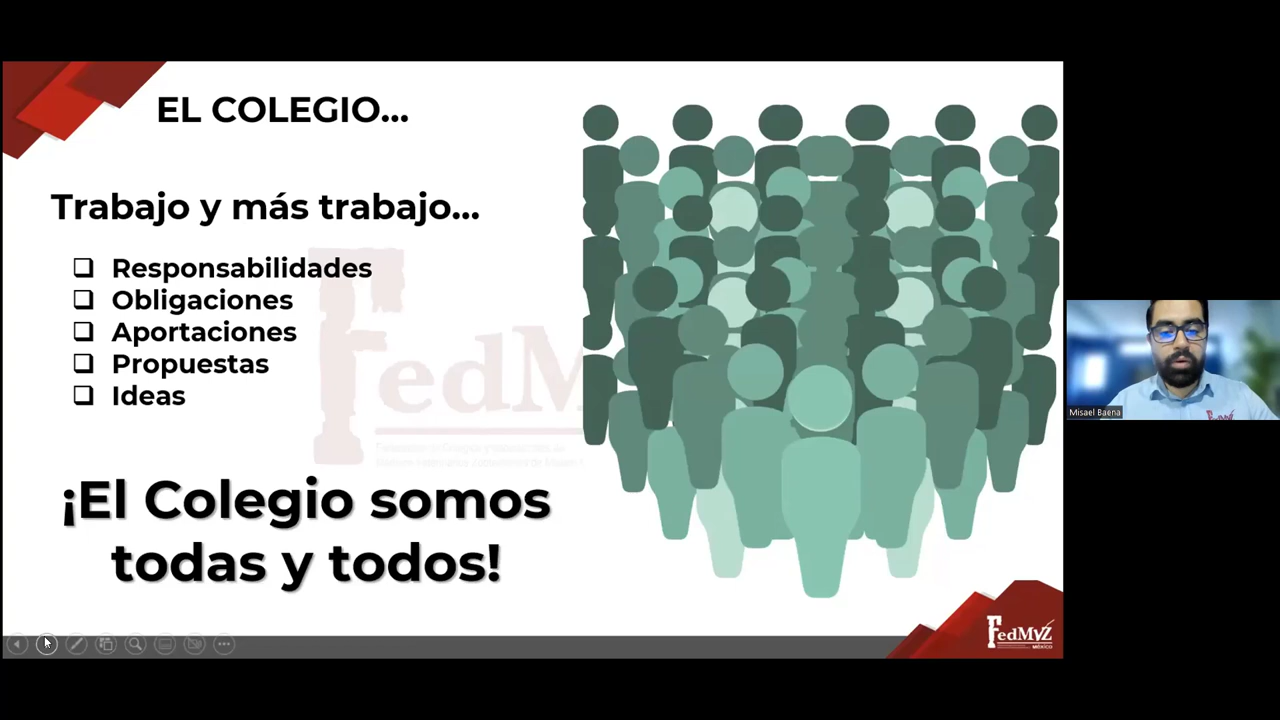 EL COLEGIO...
Trabajo y más trabajo...
Responsabilidades
Obligaciones
Aportaciones
Propuestas
Ideas
¡El Colegio somos
todas y todos!
FedMVZ
MÉXICO
Misael Baena